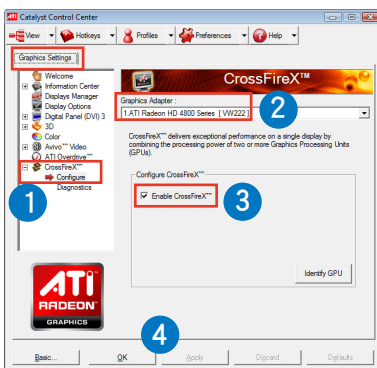 ATI Catalyst Control Center
View Hotkeys Profiles Preferences Help
Graphics Settings
Welcome
Information Center
Displays Manager
Display Options
Digital Panel (DVI) 3
3D
Color
Avivo™ Video
ATI Overdrive™
CrossFireX™
Configure
Diagnostics
1
CrossFireX™
Graphics Adapter :
1 ATI Radeon HD 4800 Series [ VW222 ]
2
CrossFireX™ delivers exceptional performance on a single display by
combining the processing power of two or more Graphics Processing Units
(GPUs).
Configure CrossFireX™
Enable CrossFireX™
3
Identify GPU
ATI
RADEON
GRAPHICS
4
Basic... OK Apply Discard Defaults